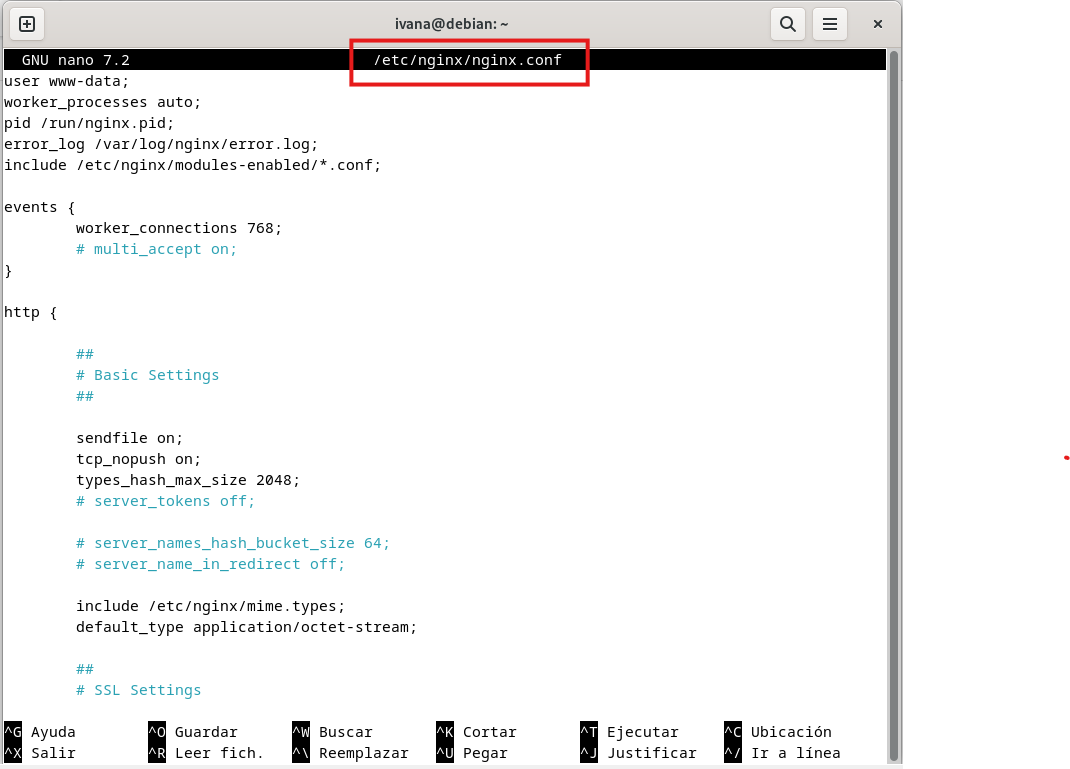 ivana@debian: ~
GNU nano 7.2 /etc/nginx/nginx.conf
user www-data;
worker_processes auto;
pid /run/nginx.pid;
error_log /var/log/nginx/error.log;
include /etc/nginx/modules-enabled/*.conf;
events {
worker_connections 768;
# multi_accept on;
}
http {
##
# Basic Settings
##
sendfile on;
tcp_nopush on;
types_hash_max_size 2048;
# server_tokens off;
# server_names_hash_bucket_size 64;
# server_name_in_redirect off;
include /etc/nginx/mime.types;
default_type application/octet-stream;
##
# SSL Settings
^G Ayuda ^O Guardar ^W Buscar ^K Cortar ^T Ejecutar ^C Ubicación
^X Salir ^R Leer fich. ^\ Reemplazar ^U Pegar ^J Justificar ^/ Ir a línea